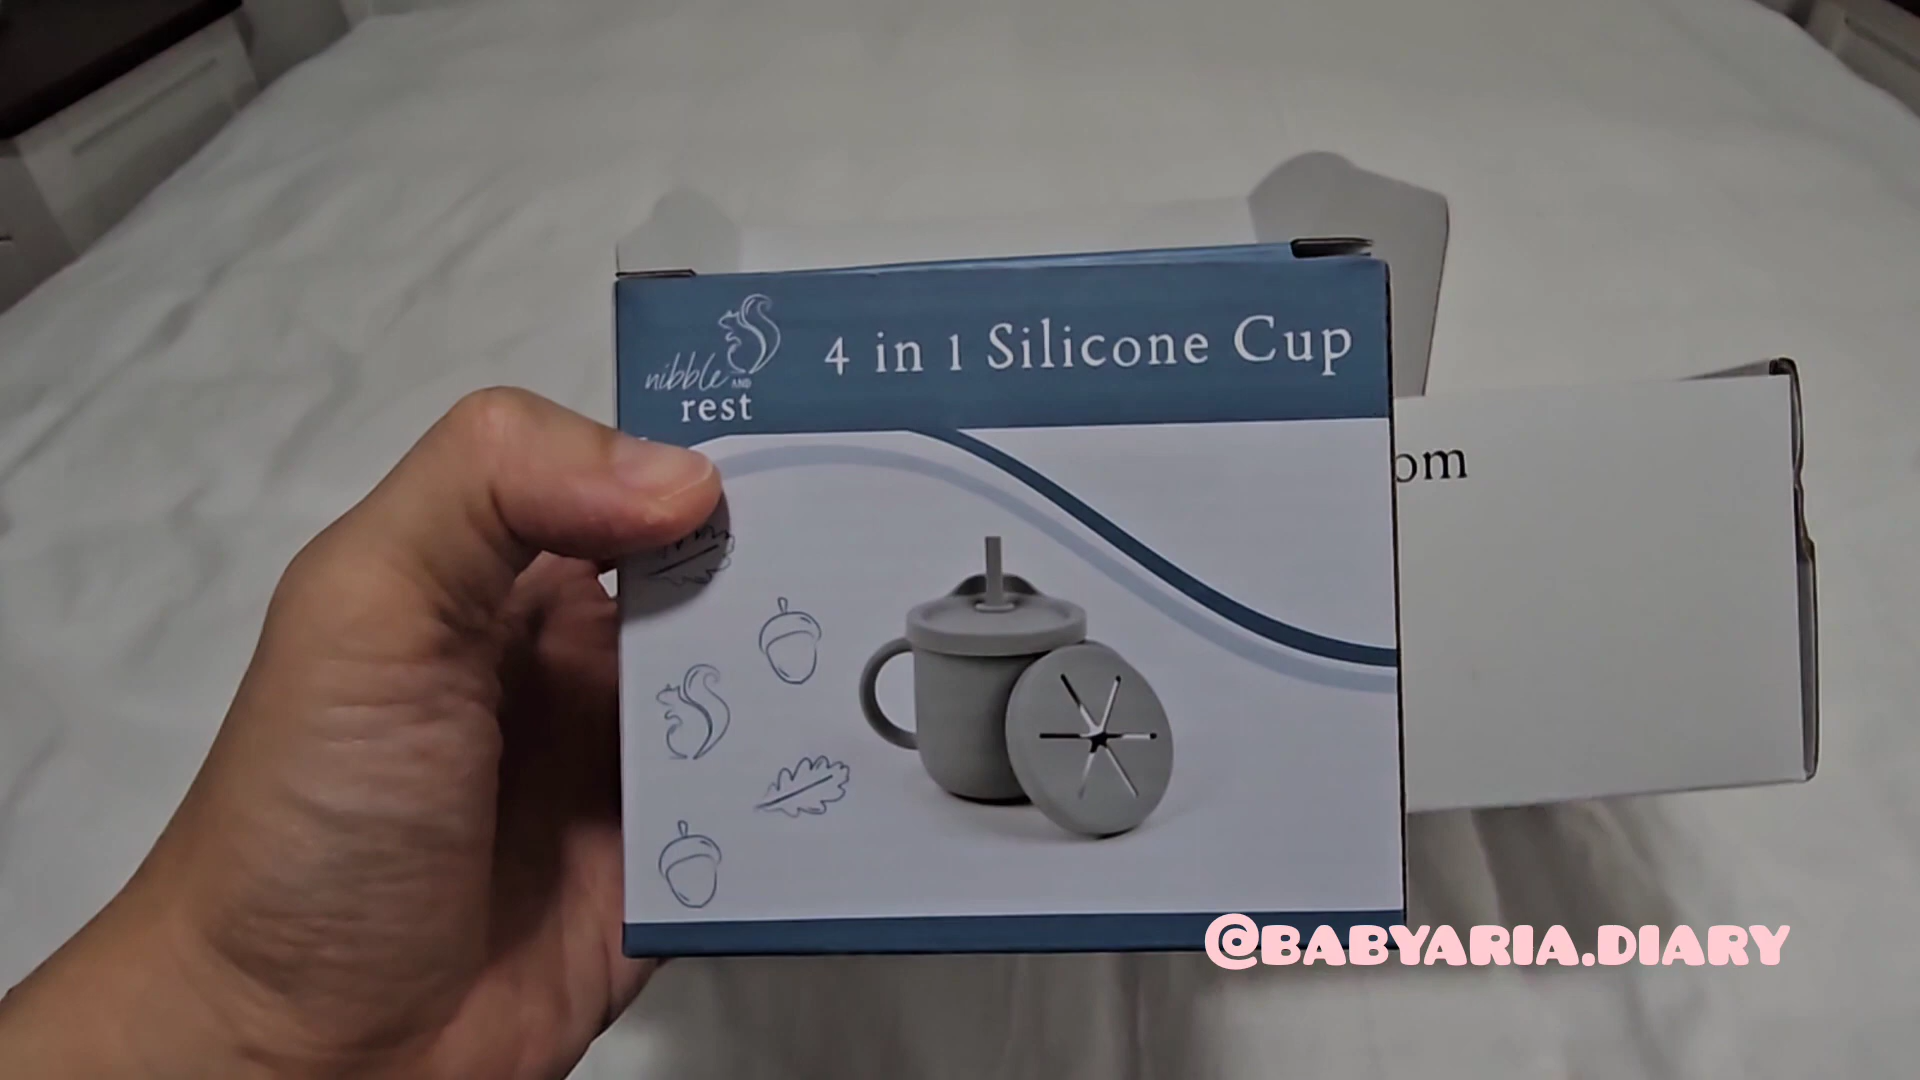 nibble AND
rest
4 in 1 Silicone Cup
om
@BABYARIA.DIARY